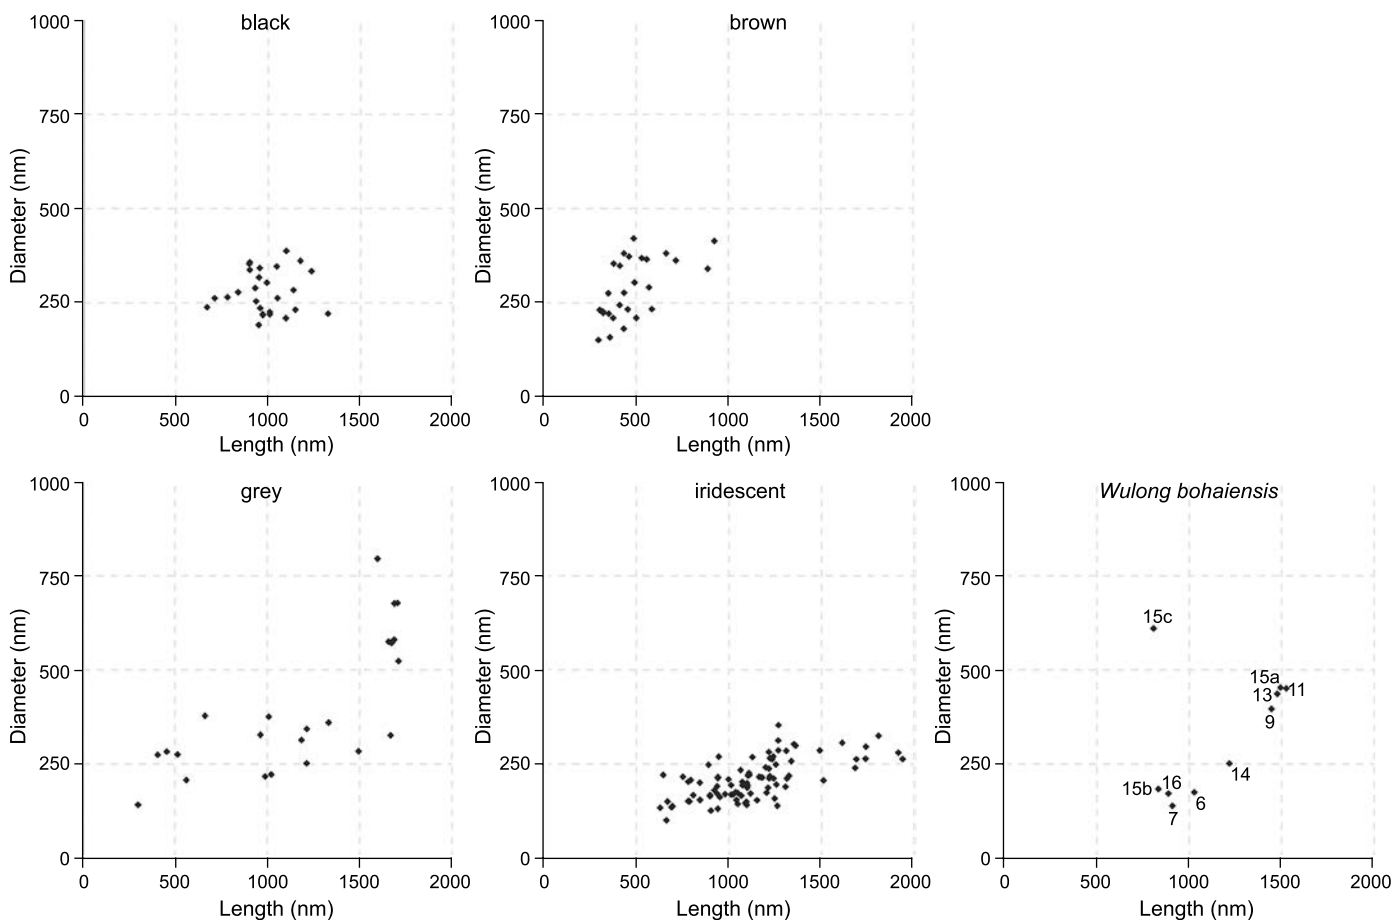 black
1000
750
500
250
0
Diameter (nm)
0 500 1000 1500 2000
Length (nm)
brown
1000
750
500
250
0
Diameter (nm)
0 500 1000 1500 2000
Length (nm)
grey
1000
750
500
250
0
Diameter (nm)
0 500 1000 1500 2000
Length (nm)
iridescent
1000
750
500
250
0
Diameter (nm)
0 500 1000 1500 2000
Length (nm)
Wulong bohaiensis
1000
750
500
250
0
Diameter (nm)
15c
15a
13 11
9
14
15b 16
6
7
0 500 1000 1500 2000
Length (nm)